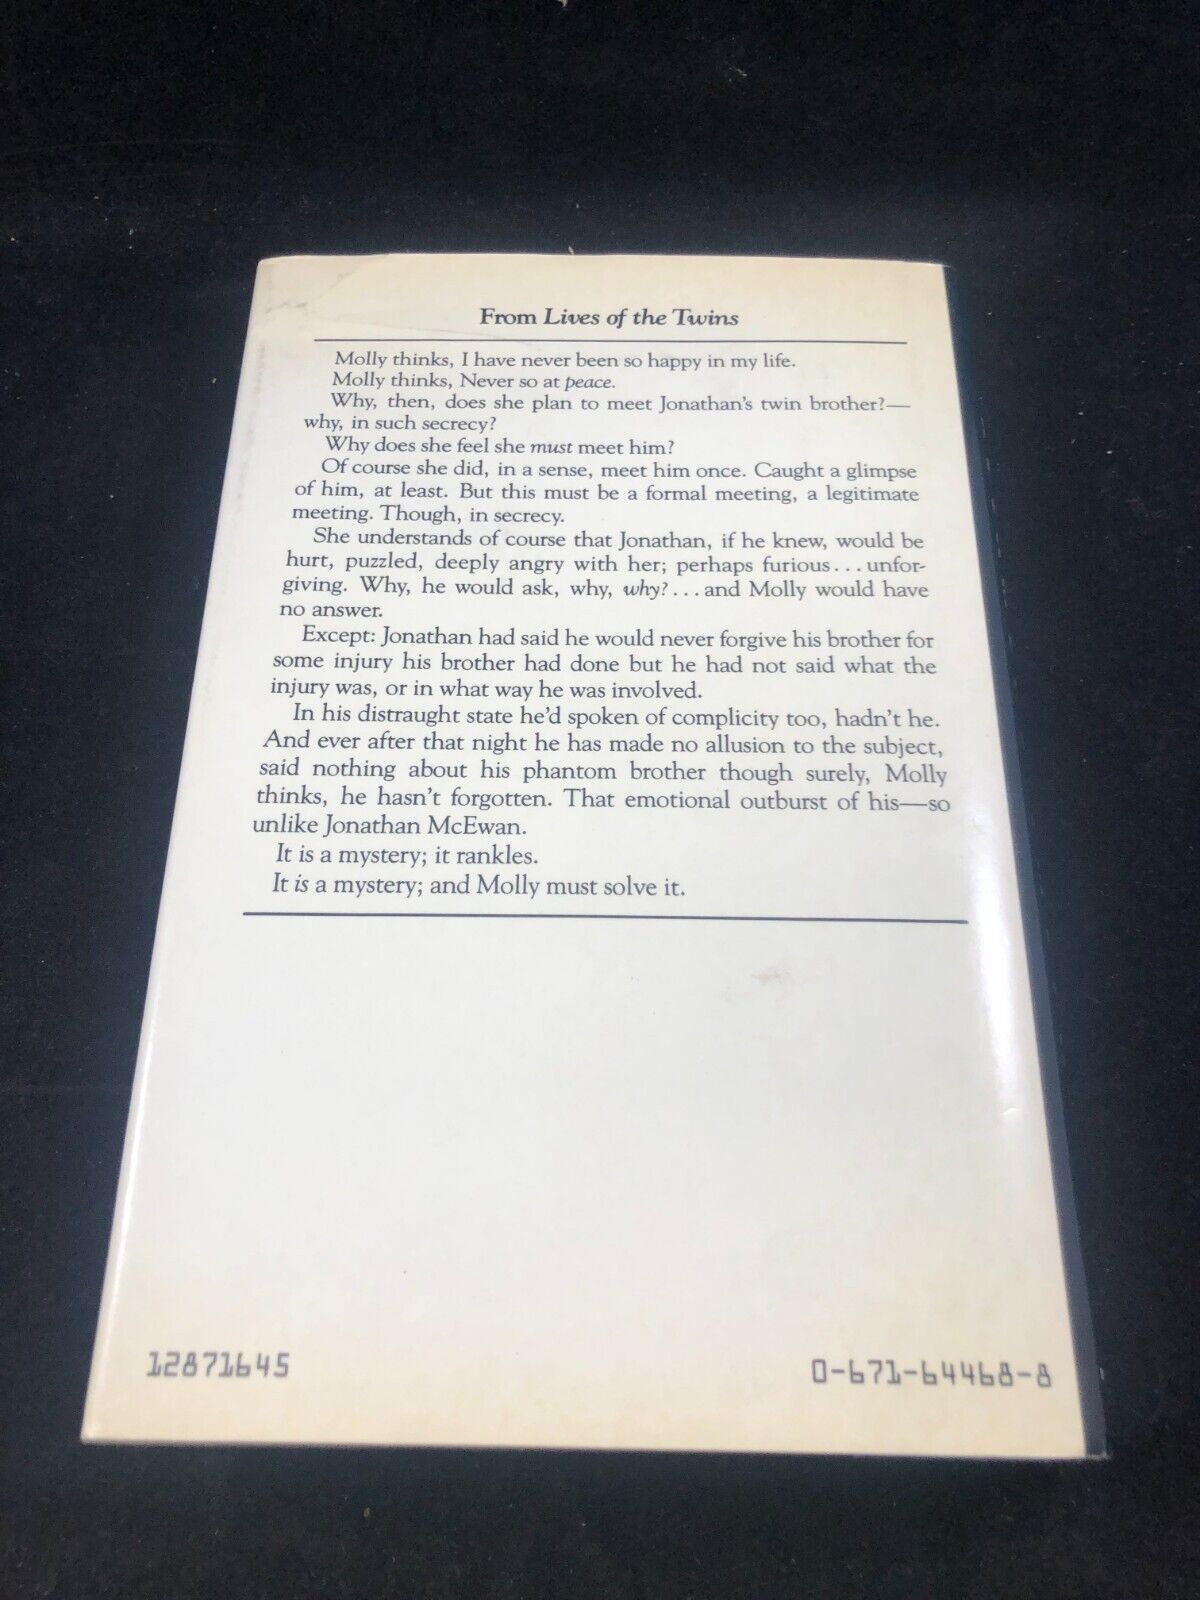 From Lives of the Twins
Molly thinks, I have never been so happy in my life.
Molly thinks, Never so at peace.
Why, then, does she plan to meet Jonathan's twin brother?—
why, in such secrecy?
Why does she feel she must meet him?
Of course she did, in a sense, meet him once. Caught a glimpse
of him, at least. But this must be a formal meeting, a legitimate
meeting. Though, in secrecy.
She understands of course that Jonathan, if he knew, would be
hurt, puzzled, deeply angry with her; perhaps furious . . . unfor-
giving. Why, he would ask, why, why? . . . and Molly would have
no answer.
Except: Jonathan had said he would never forgive his brother for
some injury his brother had done but he had not said what the
injury was, or in what way he was involved.
In his distraught state he'd spoken of complicity too, hadn't he.
And ever after that night he has made no allusion to the subject,
said nothing about his phantom brother though surely, Molly
thinks, he hasn't forgotten. That emotional outburst of his—so
unlike Jonathan McEwan.
It is a mystery; it rankles.
It is a mystery; and Molly must solve it.
12871645
0-671-64468-8